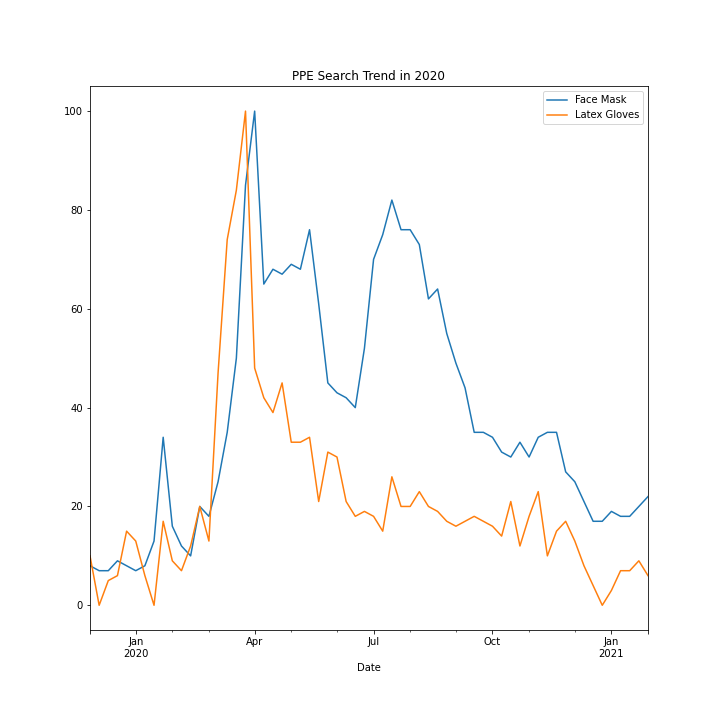 PPE Search Trend in 2020
Face Mask
Latex Gloves
100
80
60
40
20
0
Jan
2020
Apr
Jul
Oct
Jan
2021
Date